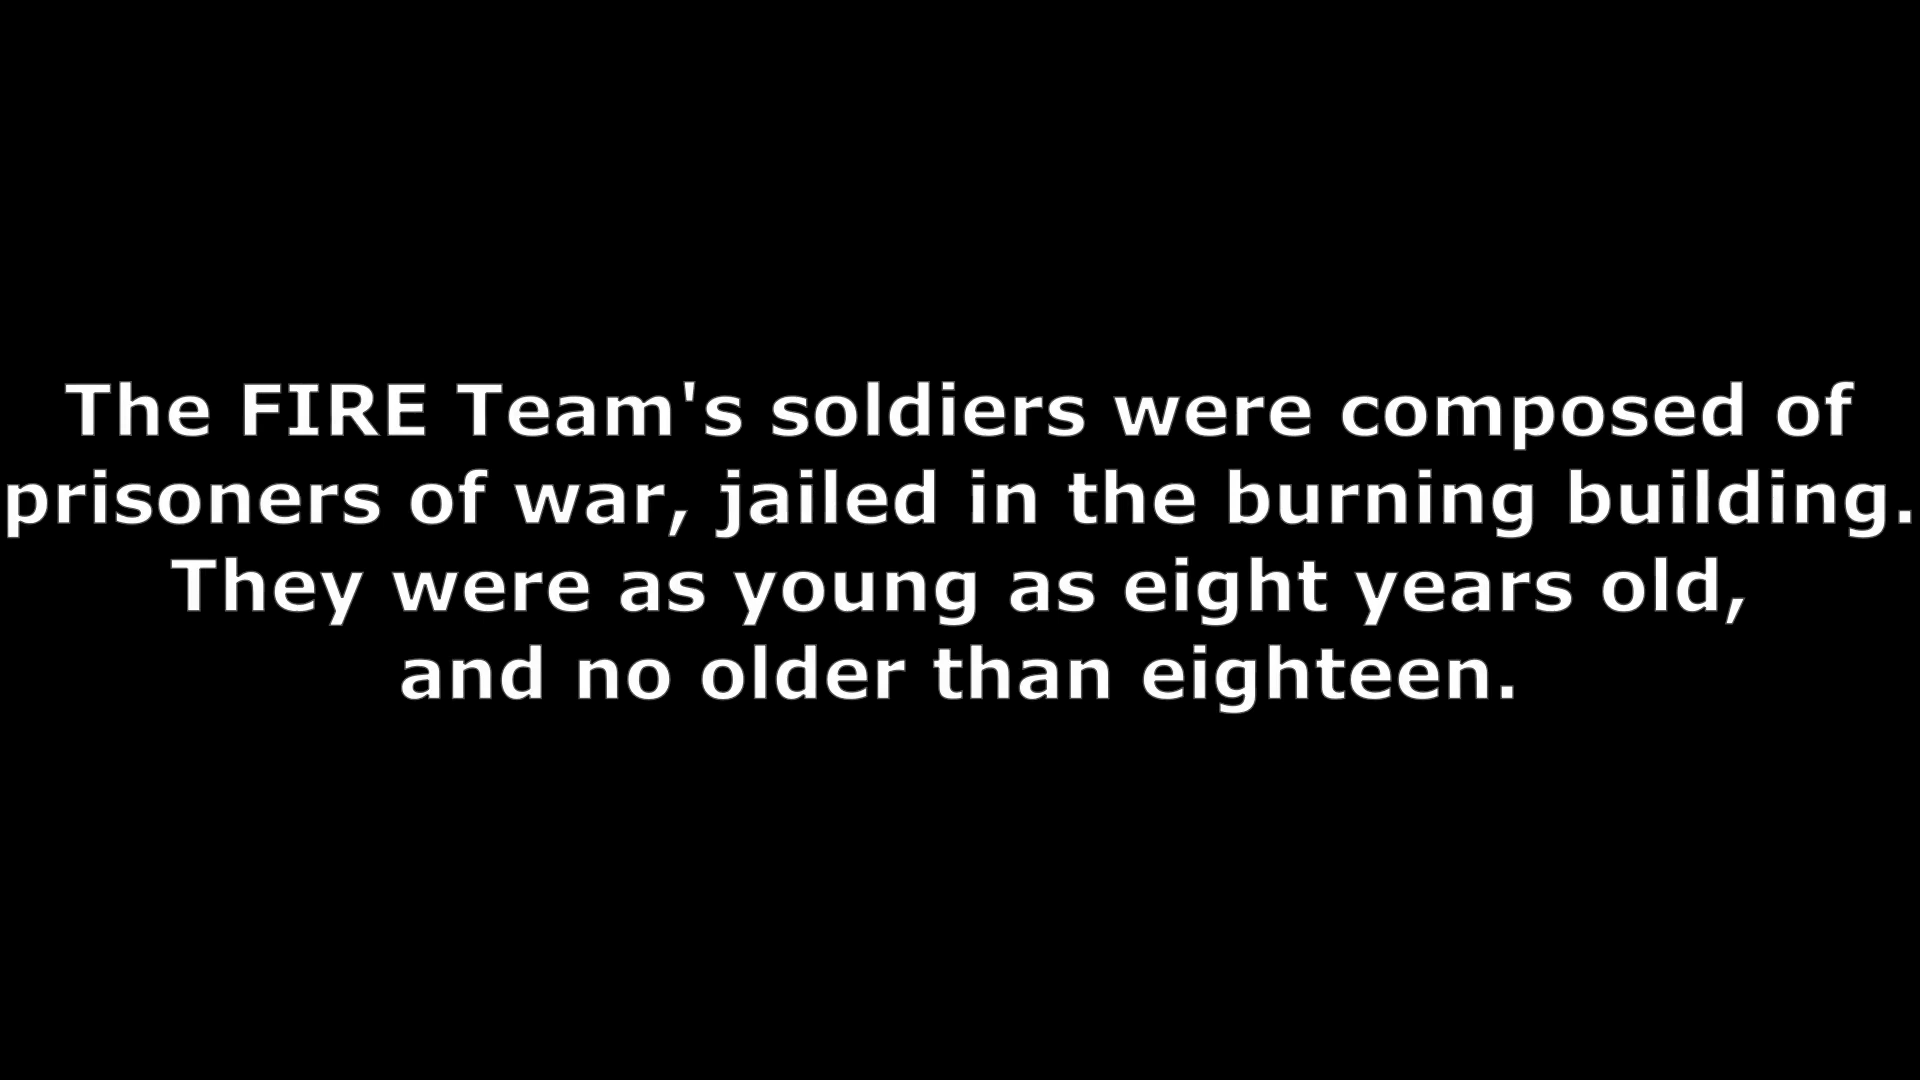 The FIRE Team's soldiers were composed of
prisoners of war, jailed in the burning building.
They were as young as eight years old,
and no older than eighteen.